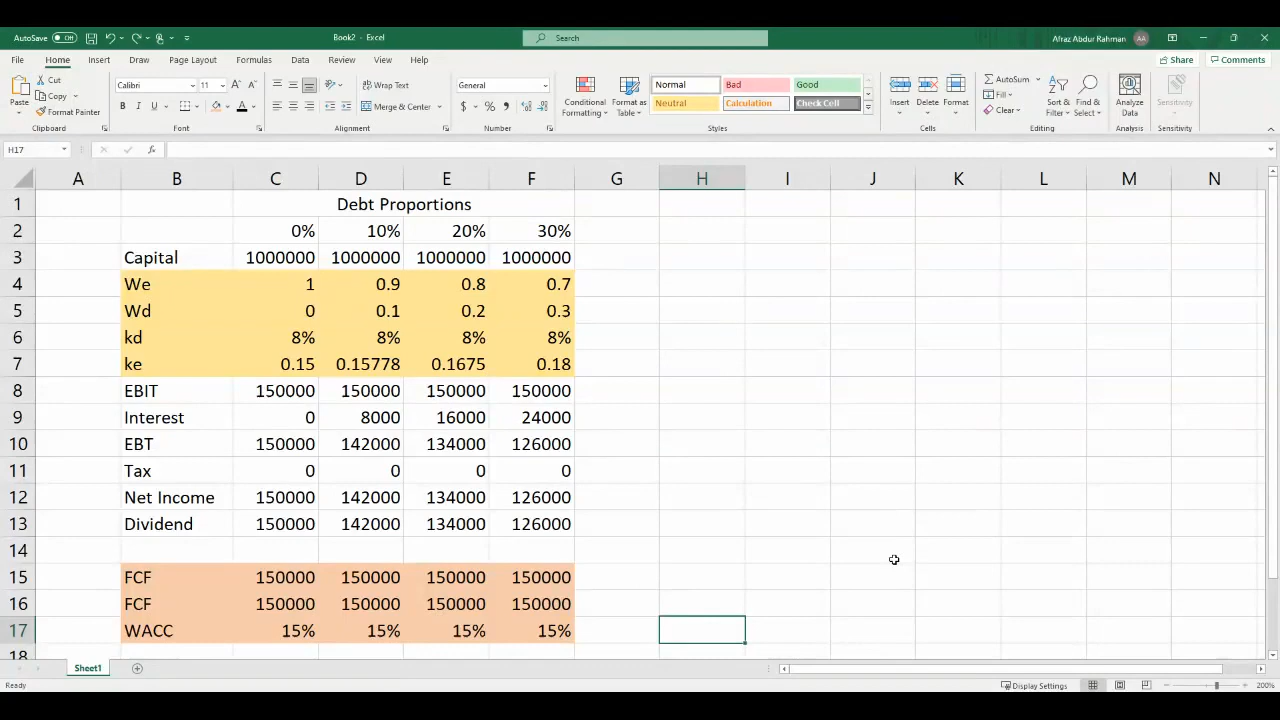 AutoSave Off Book2 - Excel Search Afraz Abdur Rahman AA
File Home Insert Draw Page Layout Formulas Data Review View Help Share Comments
Paste Cut Copy Format Painter Clipboard
Calibri 11 A A B I U A Font
Wrap Text Merge & Center Alignment
General $ % Number
Conditional Formatting Format as Table Normal Bad Good Neutral Calculation Check Cell Styles
Insert Delete Format Cells
AutoSum Fill Clear Sort & Filter Find & Select Editing
Analyze Data Analysis
Sensitivity Sensitivity
H17 fx
A B C D E F G H I J K L M N
1 Debt Proportions
2 0% 10% 20% 30%
3 Capital 1000000 1000000 1000000 1000000
4 We 1 0.9 0.8 0.7
5 Wd 0 0.1 0.2 0.3
6 kd 8% 8% 8% 8%
7 ke 0.15 0.15778 0.1675 0.18
8 EBIT 150000 150000 150000 150000
9 Interest 0 8000 16000 24000
10 EBT 150000 142000 134000 126000
11 Tax 0 0 0 0
12 Net Income 150000 142000 134000 126000
13 Dividend 150000 142000 134000 126000
14
15 FCF 150000 150000 150000 150000
16 FCF 150000 150000 150000 150000
17 WACC 15% 15% 15% 15%
18
Sheet1
Ready Display Settings 200%